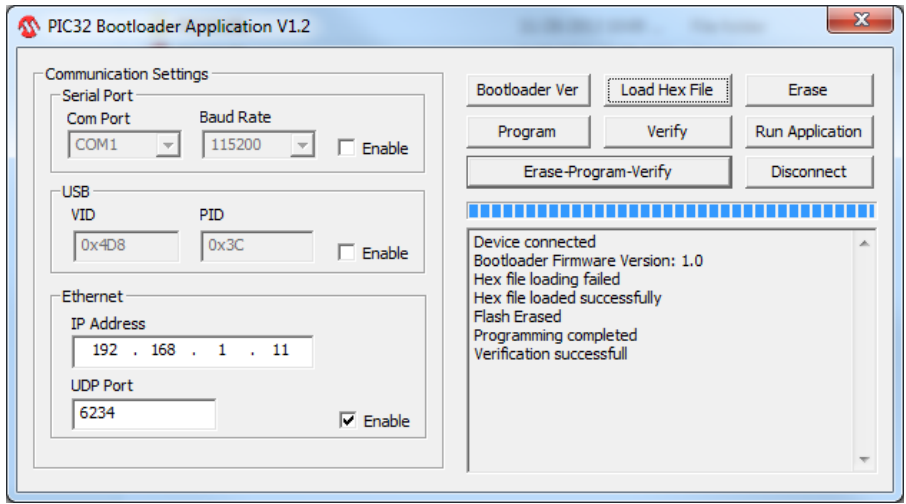 PIC32 Bootloader Application V1.2
Communication Settings
Serial Port
Com Port Baud Rate
COM1 115200 Enable
USB
VID PID
0x4D8 0x3C Enable
Ethernet
IP Address
192 . 168 . 1 . 11
UDP Port
6234 Enable
Bootloader Ver Load Hex File Erase
Program Verify Run Application
Erase-Program-Verify Disconnect
Device connected
Bootloader Firmware Version: 1.0
Hex file loading failed
Hex file loaded successfully
Flash Erased
Programming completed
Verification successfull